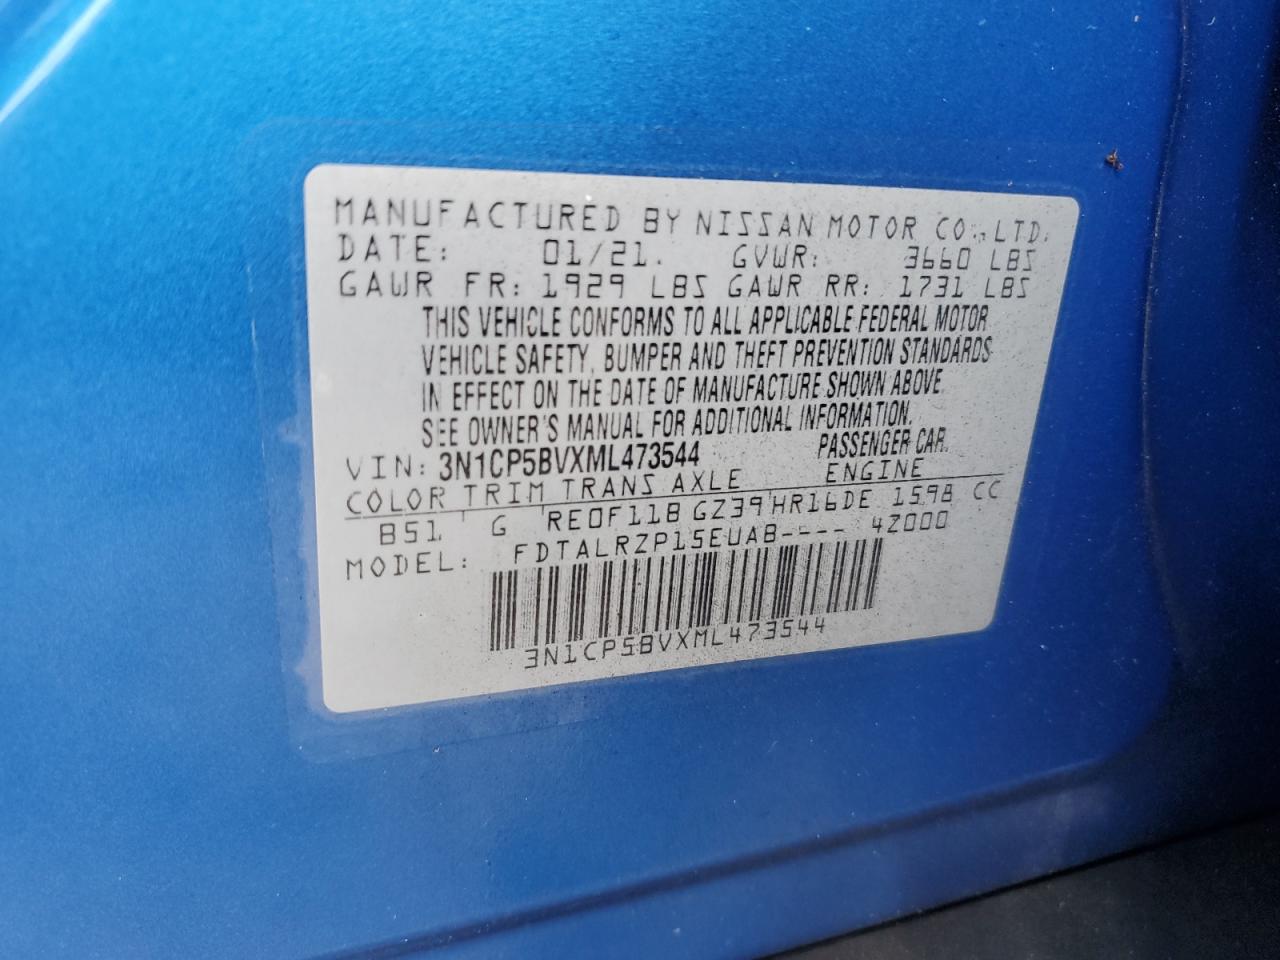 MANUFACTURED BY NISSAN MOTOR CO., LTD.
DATE: 01/21. GVWR: 3660 LBS
GAWR FR: 1929 LBS GAWR RR: 1731 LBS
THIS VEHICLE CONFORMS TO ALL APPLICABLE FEDERAL MOTOR
VEHICLE SAFETY, BUMPER AND THEFT PREVENTION STANDARDS
IN EFFECT ON THE DATE OF MANUFACTURE SHOWN ABOVE.
SEE OWNER'S MANUAL FOR ADDITIONAL INFORMATION.
VIN: 3N1CP5BVXML473544 PASSENGER CAR.
COLOR TRIM TRANS AXLE ENGINE
B51 G RE0F11B GZ39 HR16DE 1598 CC
MODEL: FDTALRZP15EUAB---- 4Z000
3N1CP5BVXML473544